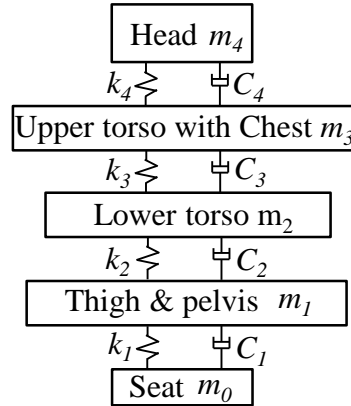 Head m₄
k₄ C₄
Upper torso with Chest m₃
k₃ C₃
Lower torso m₂
k₂ C₂
Thigh & pelvis m₁
k₁ C₁
Seat m₀